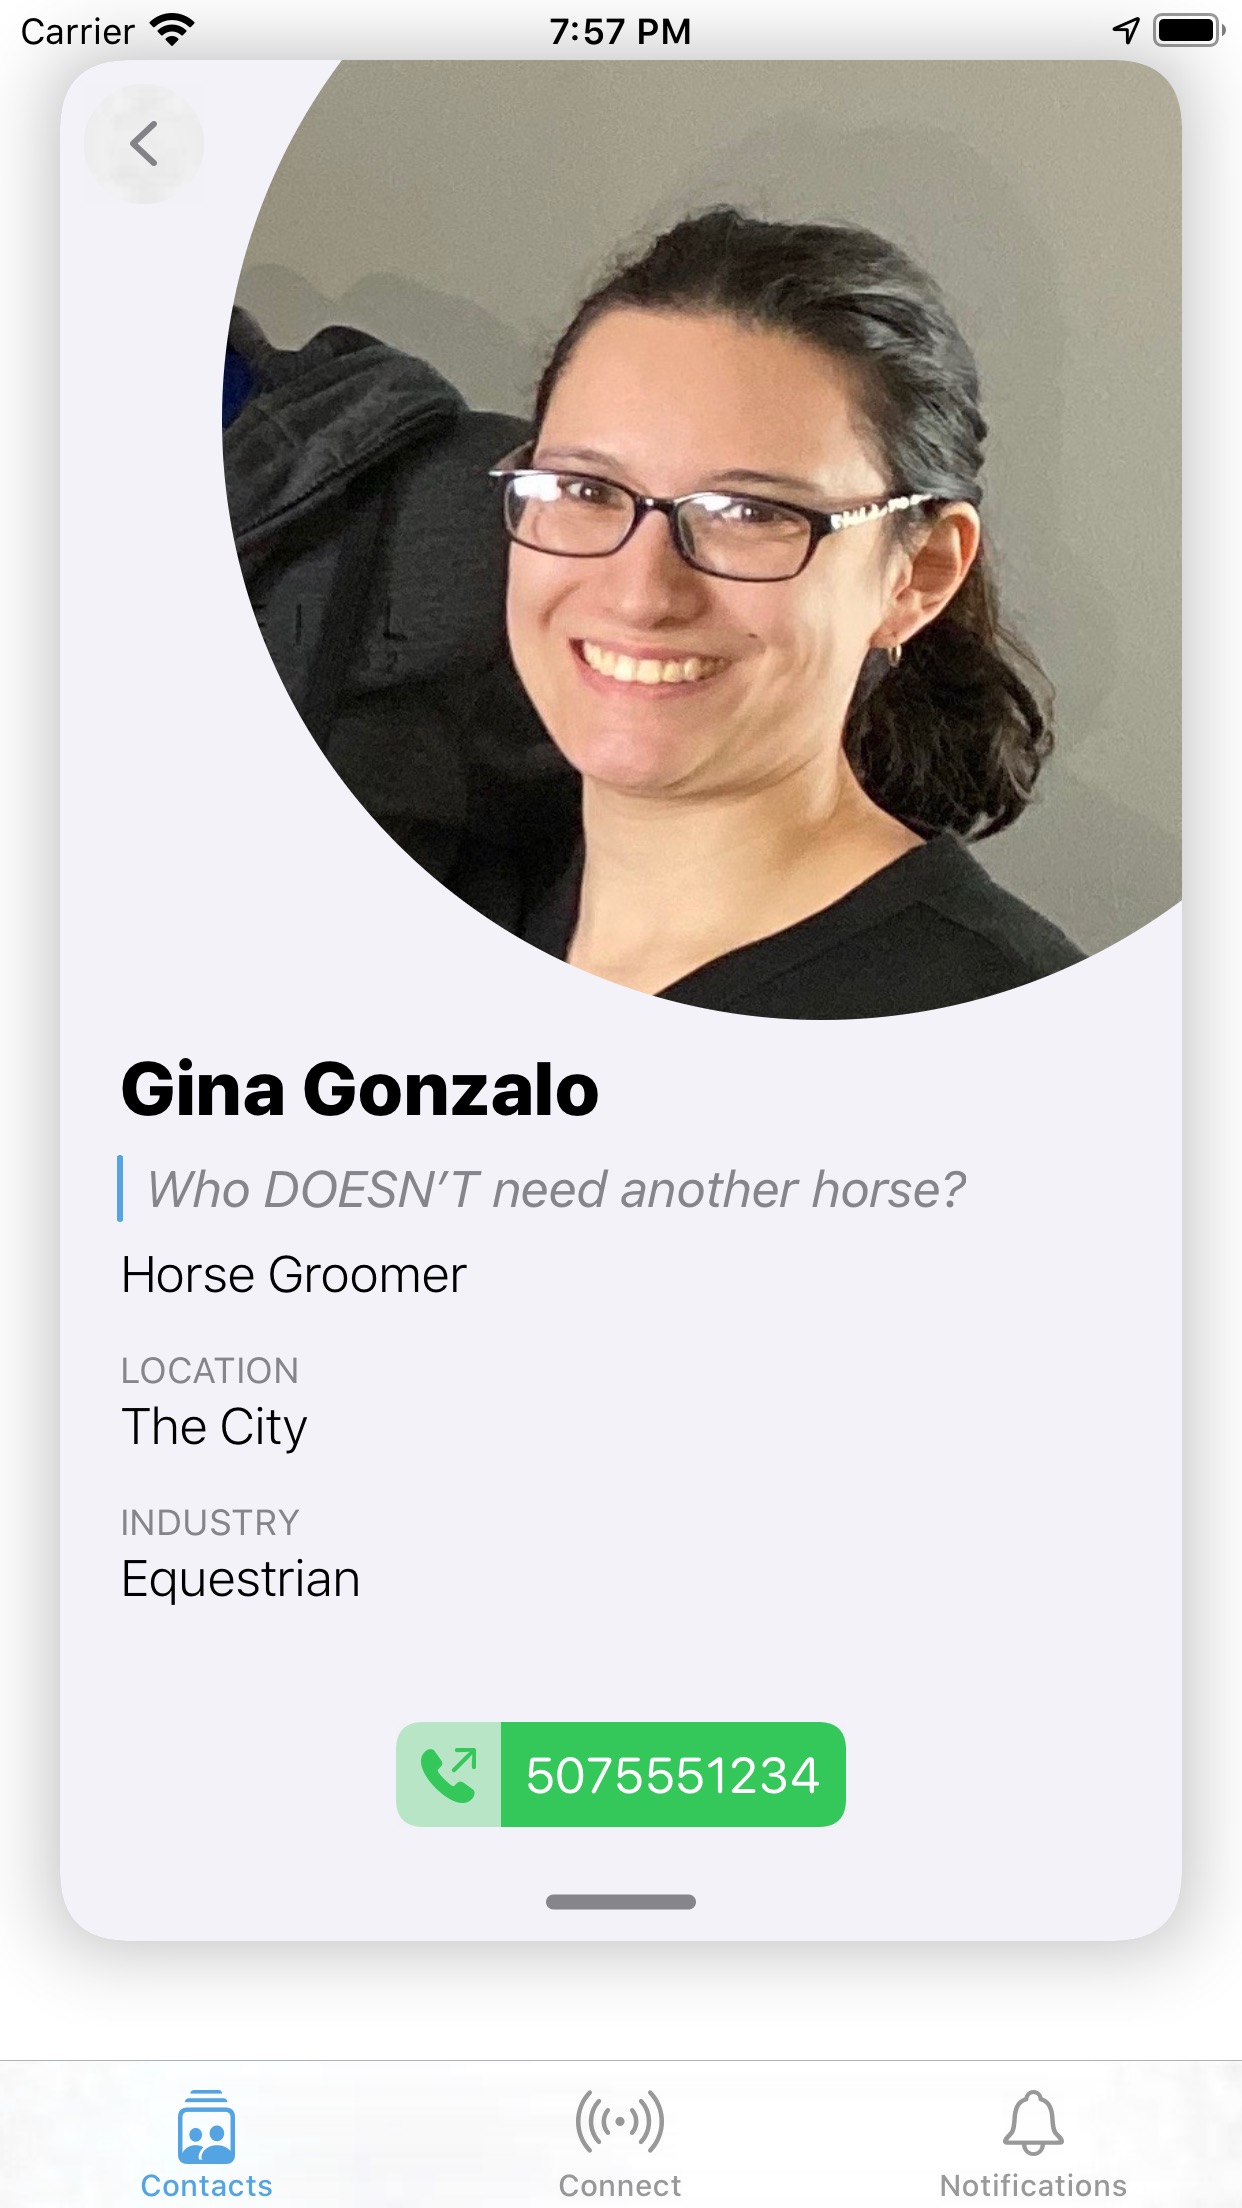 Carrier 7:57 PM
Gina Gonzalo
Who DOESN’T need another horse?
Horse Groomer
LOCATION
The City
INDUSTRY
Equestrian
5075551234
Contacts Connect Notifications